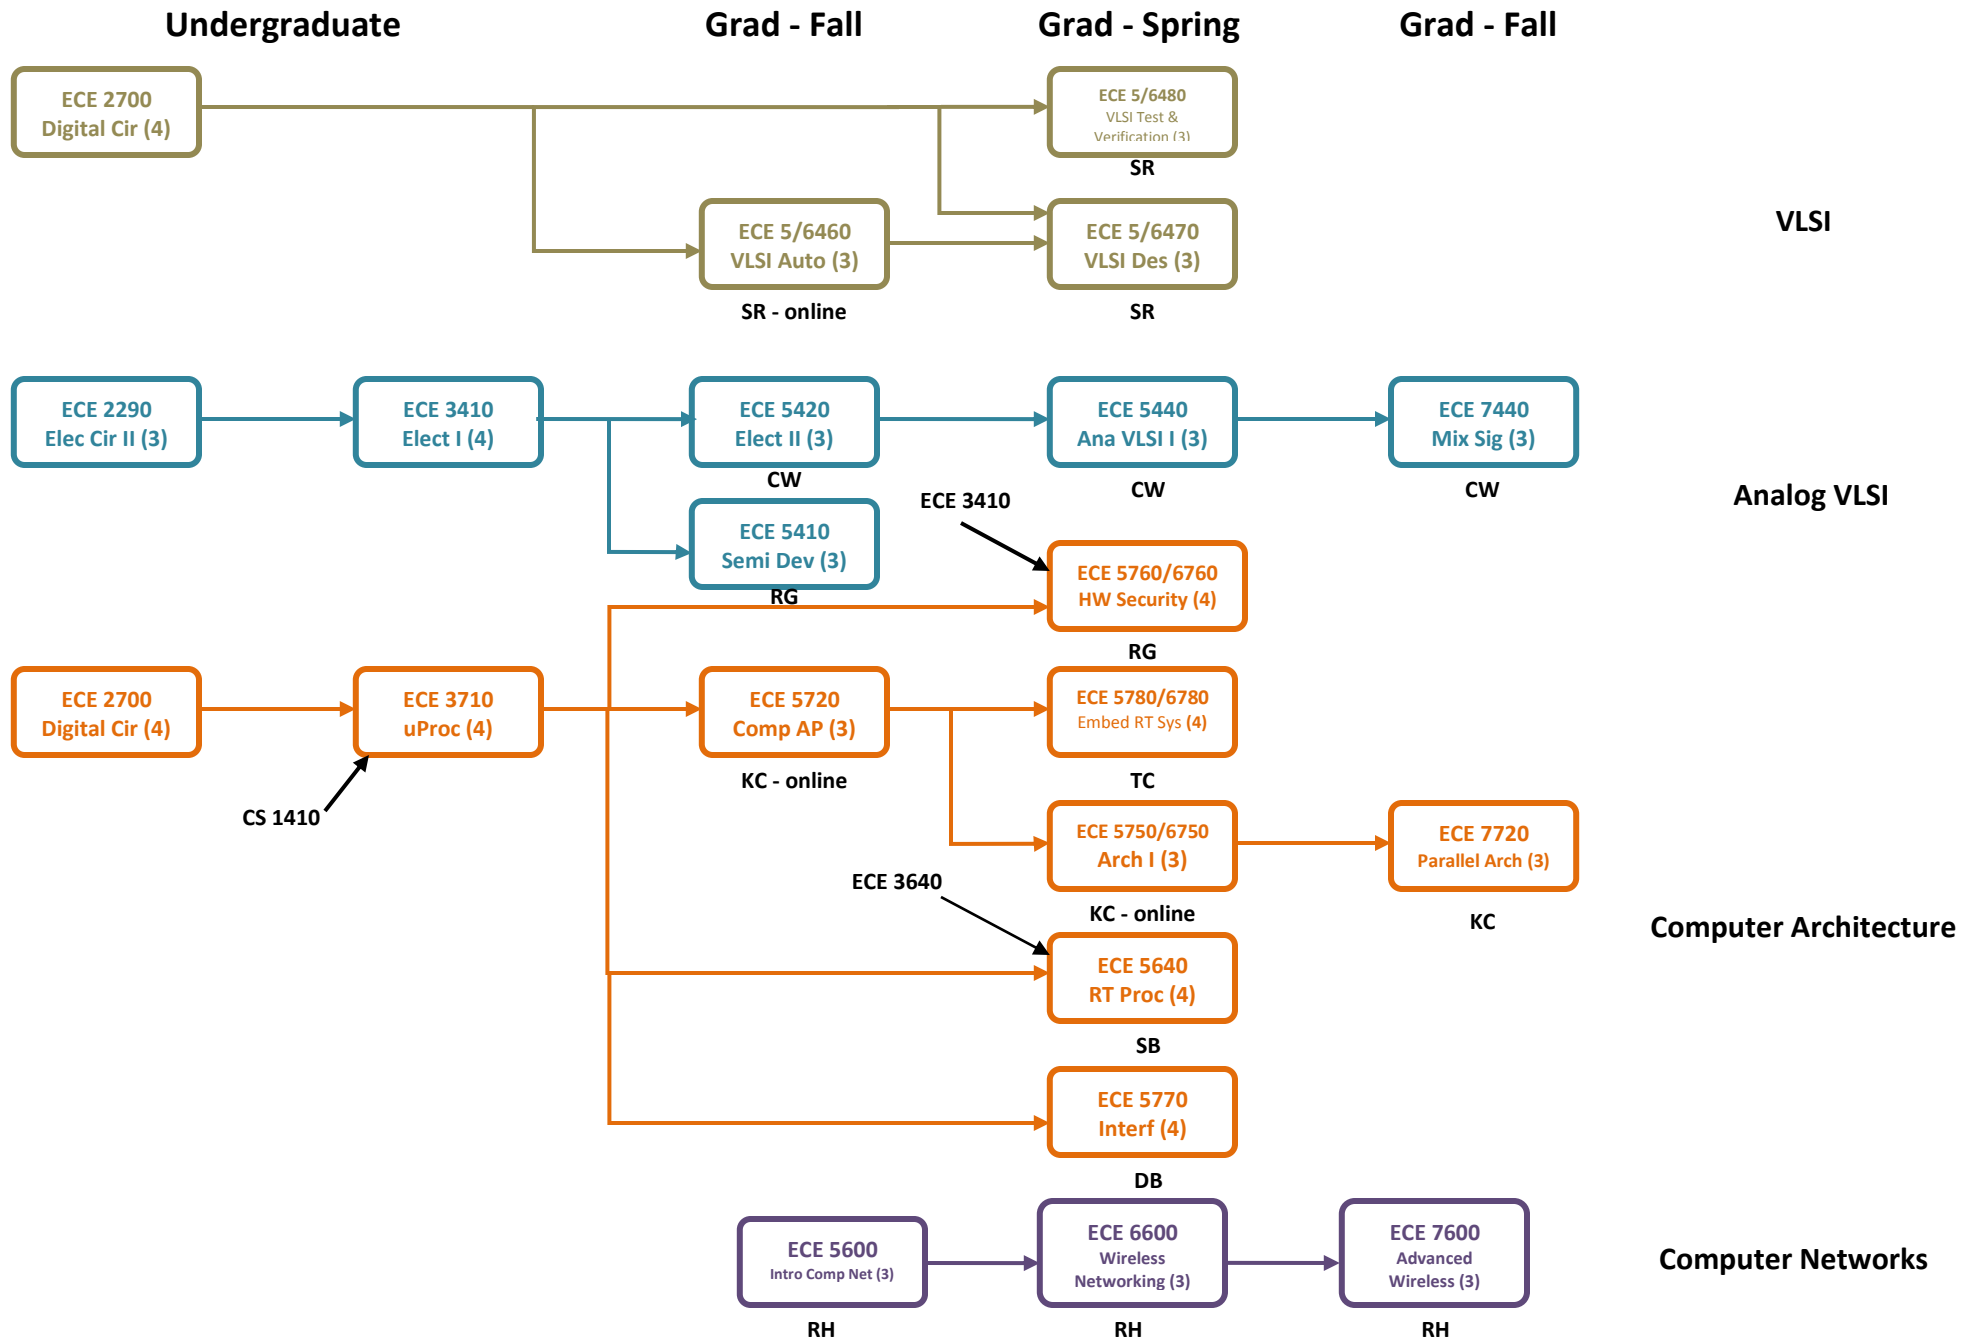 Undergraduate
Grad - Fall
Grad - Spring
Grad - Fall
ECE 2700
Digital Cir (4)
ECE 5/6480
VLSI Test &
Verification (3)
SR
ECE 5/6460
VLSI Auto (3)
SR - online
ECE 5/6470
VLSI Des (3)
SR
VLSI
ECE 2290
Elec Cir II (3)
ECE 3410
Elect I (4)
ECE 5420
Elect II (3)
CW
ECE 5440
Ana VLSI I (3)
CW
ECE 7440
Mix Sig (3)
CW
Analog VLSI
ECE 5410
Semi Dev (3)
RG
ECE 3410
ECE 5760/6760
HW Security (4)
RG
ECE 2700
Digital Cir (4)
ECE 3710
uProc (4)
CS 1410
ECE 5720
Comp AP (3)
KC - online
ECE 5780/6780
Embed RT Sys (4)
TC
ECE 5750/6750
Arch I (3)
KC - online
ECE 7720
Parallel Arch (3)
KC
Computer Architecture
ECE 3640
ECE 5640
RT Proc (4)
SB
ECE 5770
Interf (4)
DB
ECE 5600
Intro Comp Net (3)
RH
ECE 6600
Wireless
Networking (3)
RH
ECE 7600
Advanced
Wireless (3)
RH
Computer Networks